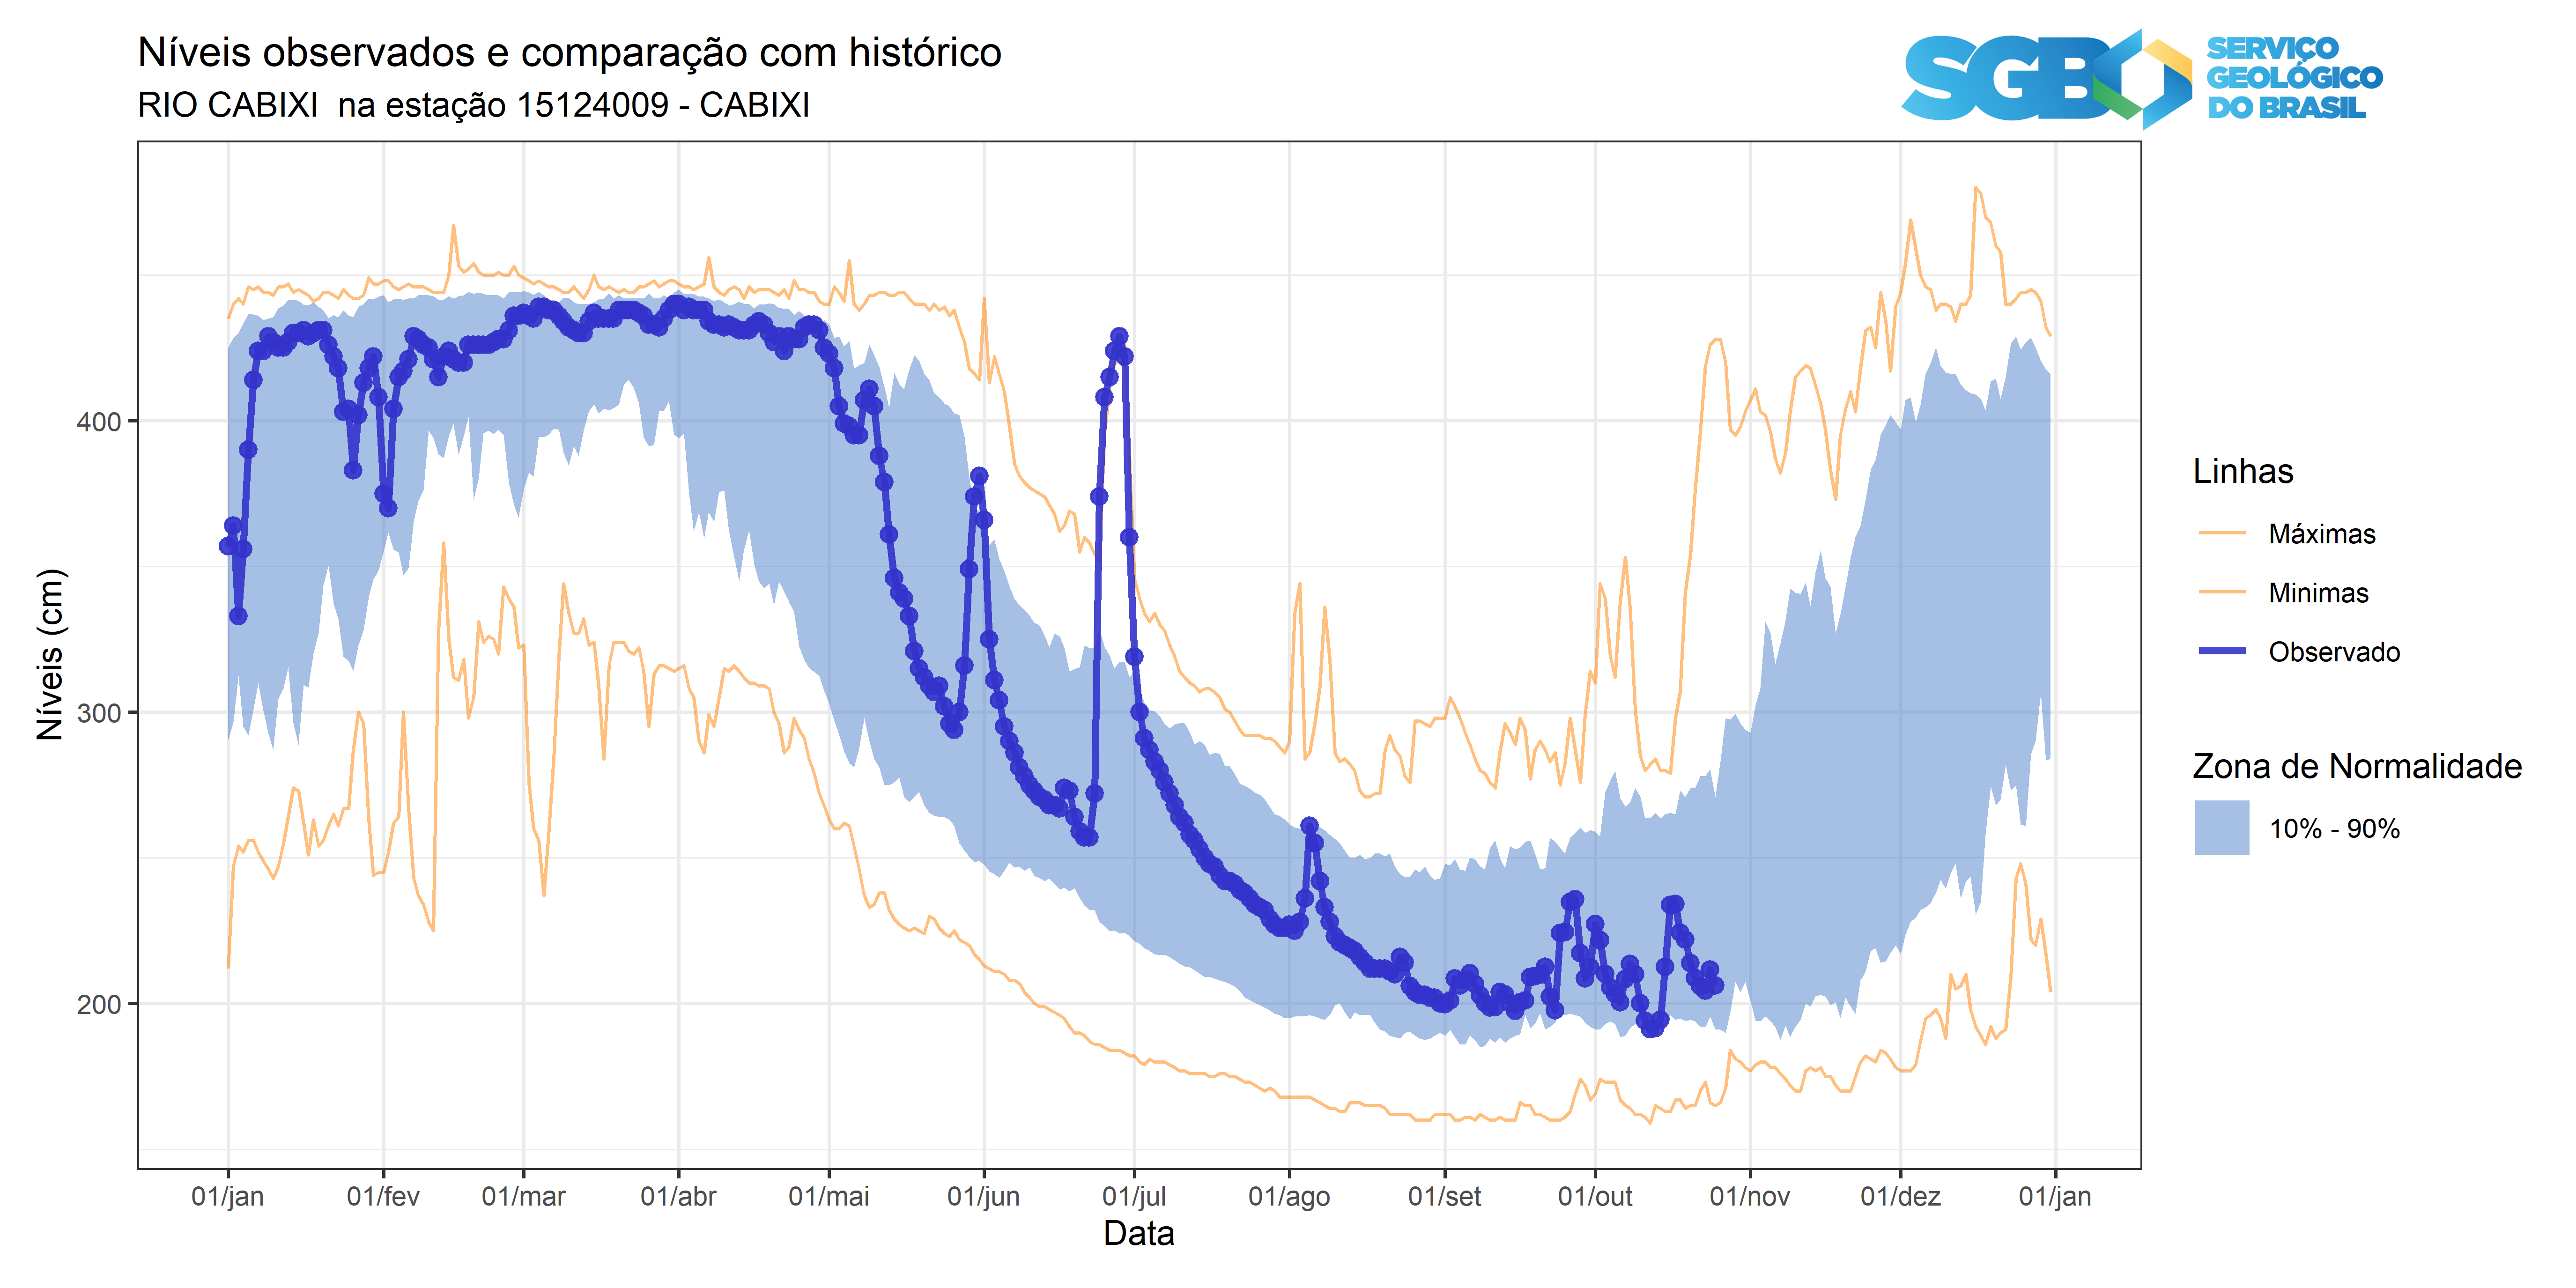 Níveis observados e comparação com histórico
RIO CABIXI  na estação 15124009 - CABIXI
SGB
SERVIÇO
GEOLÓGICO
DO BRASIL
Níveis (cm)
400
300
200
01/jan
01/fev
01/mar
01/abr
01/mai
01/jun
01/jul
01/ago
01/set
01/out
01/nov
01/dez
01/jan
Data
Linhas
Máximas
Minimas
Observado
Zona de Normalidade
10% - 90%